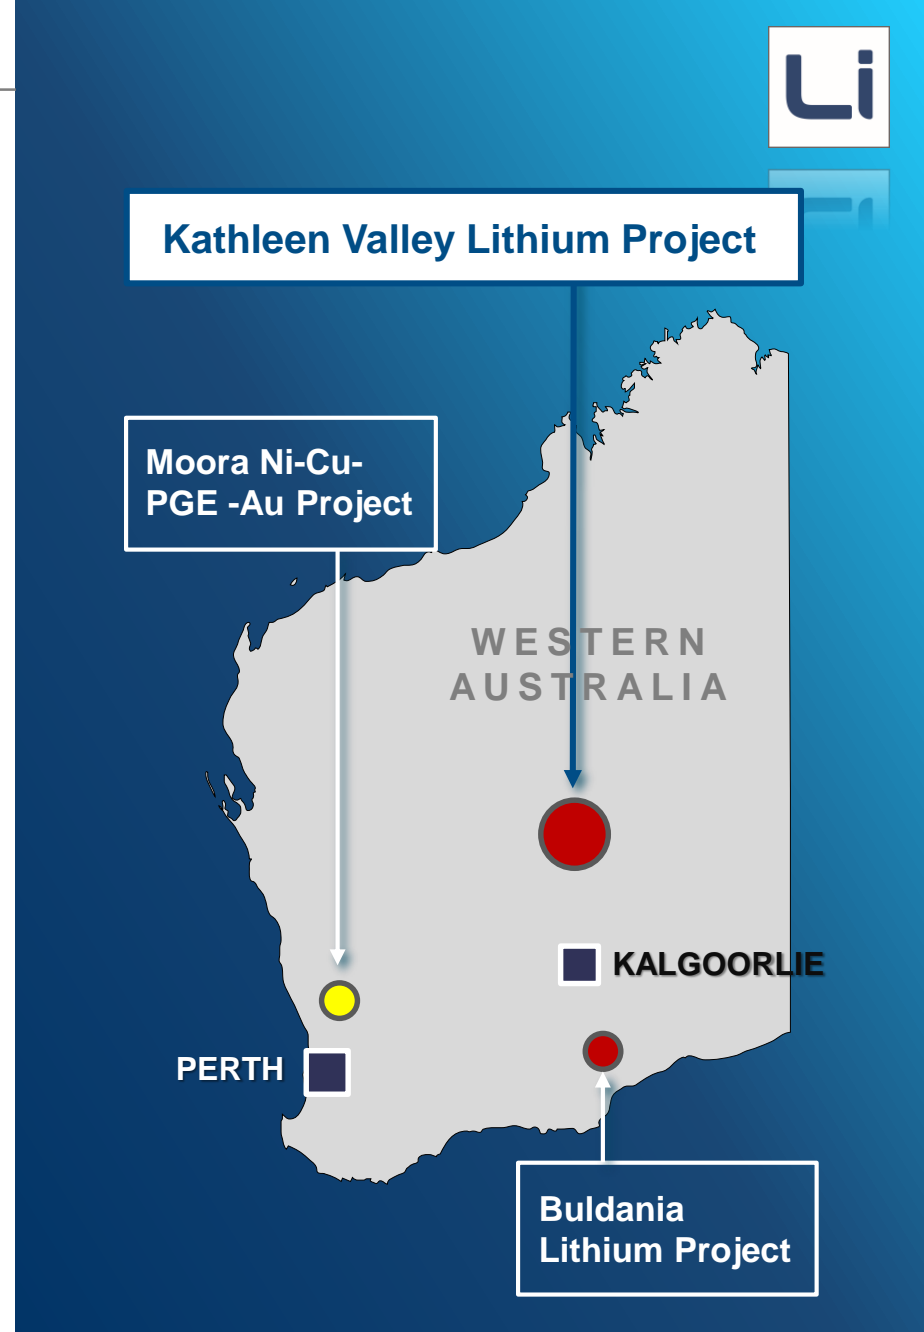 Li
Kathleen Valley Lithium Project
Moora Ni-Cu-
PGE -Au Project
WESTERN
AUSTRALIA
KALGOORLIE
PERTH
Buldania
Lithium Project